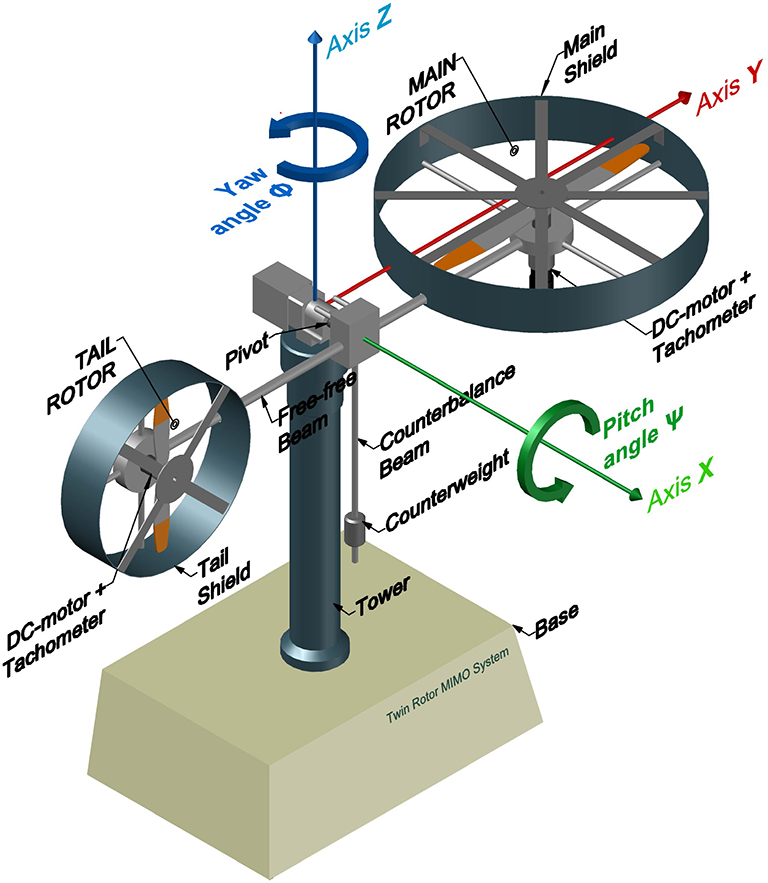 Axis Z
Main
Shield
MAIN
ROTOR
Axis Y
Yaw
angle Φ
DC-motor +
Tachometer
Pivot
TAIL
ROTOR
Free-free
Beam
Counterbalance
Beam
Pitch
angle Ψ
Axis X
Counterweight
Tail
Shield
DC-motor +
Tachometer
Tower
Base
Twin Rotor MIMO System